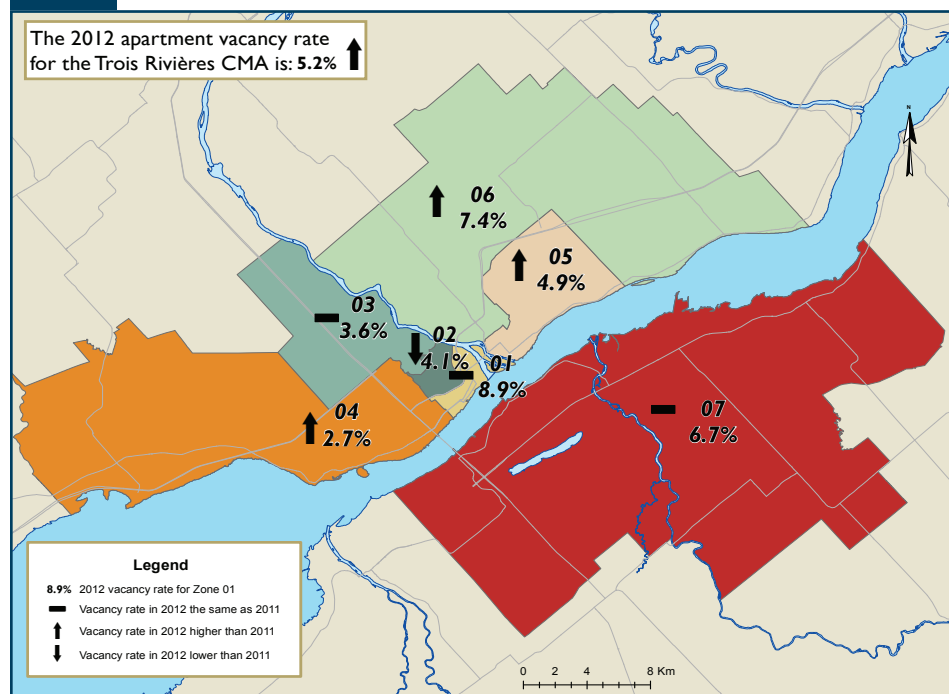 The 2012 apartment vacancy rate
for the Trois Rivières CMA is: 5.2%
N
06
7.4%
05
4.9%
03
3.6%
02
4.1%
01
8.9%
04
2.7%
07
6.7%
Legend
8.9% 2012 vacancy rate for Zone 01
Vacancy rate in 2012 the same as 2011
Vacancy rate in 2012 higher than 2011
Vacancy rate in 2012 lower than 2011
0 2 4 8 Km